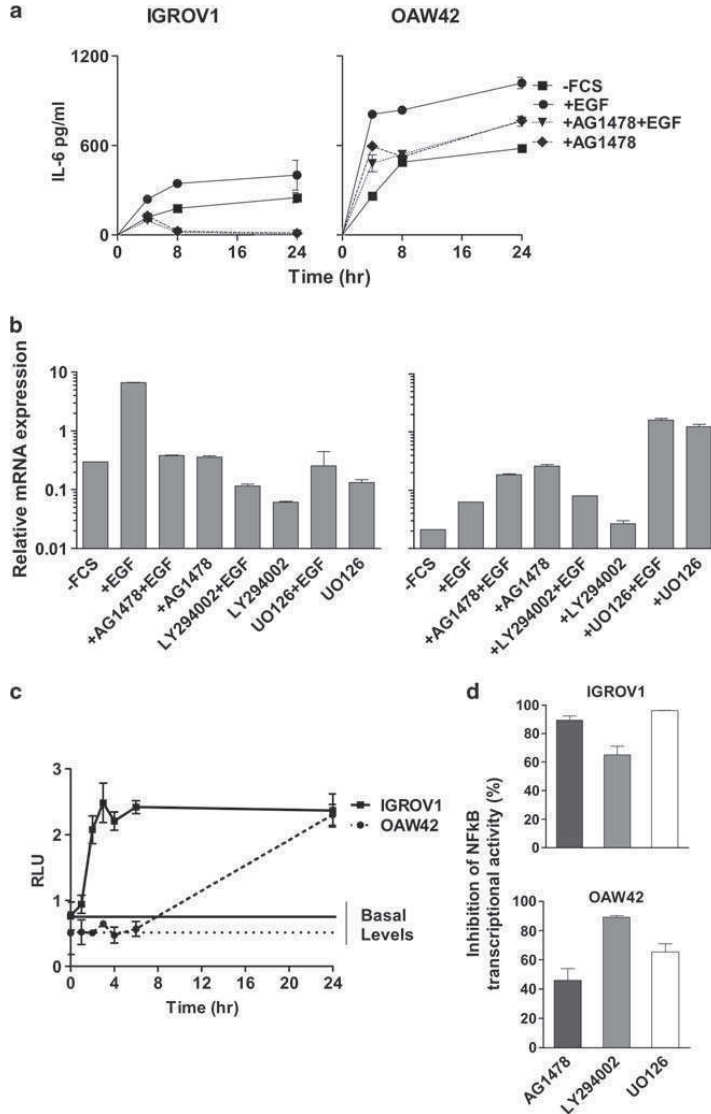 a
IGROV1
OAW42
1200
600
0
IL-6 pg/ml
0 8 16 24
0 8 16 24
Time (hr)
-FCS
+EGF
+AG1478+EGF
+AG1478
b
Relative mRNA expression
10
1
0.1
0.01
-FCS
+EGF
+AG1478+EGF
+AG1478
LY294002+EGF
LY294002
UO126+EGF
UO126
-FCS
+EGF
+AG1478+EGF
+AG1478
+LY294002+EGF
+LY294002
+UO126+EGF
+UO126
c
RLU
3
2
1
0
0 4 8 12 16 20 24
Time (hr)
IGROV1
OAW42
Basal
Levels
d
IGROV1
100
80
60
40
20
0
Inhibition of NFkB
transcriptional activity (%)
OAW42
100
80
60
40
20
0
AG1478
LY294002
UO126